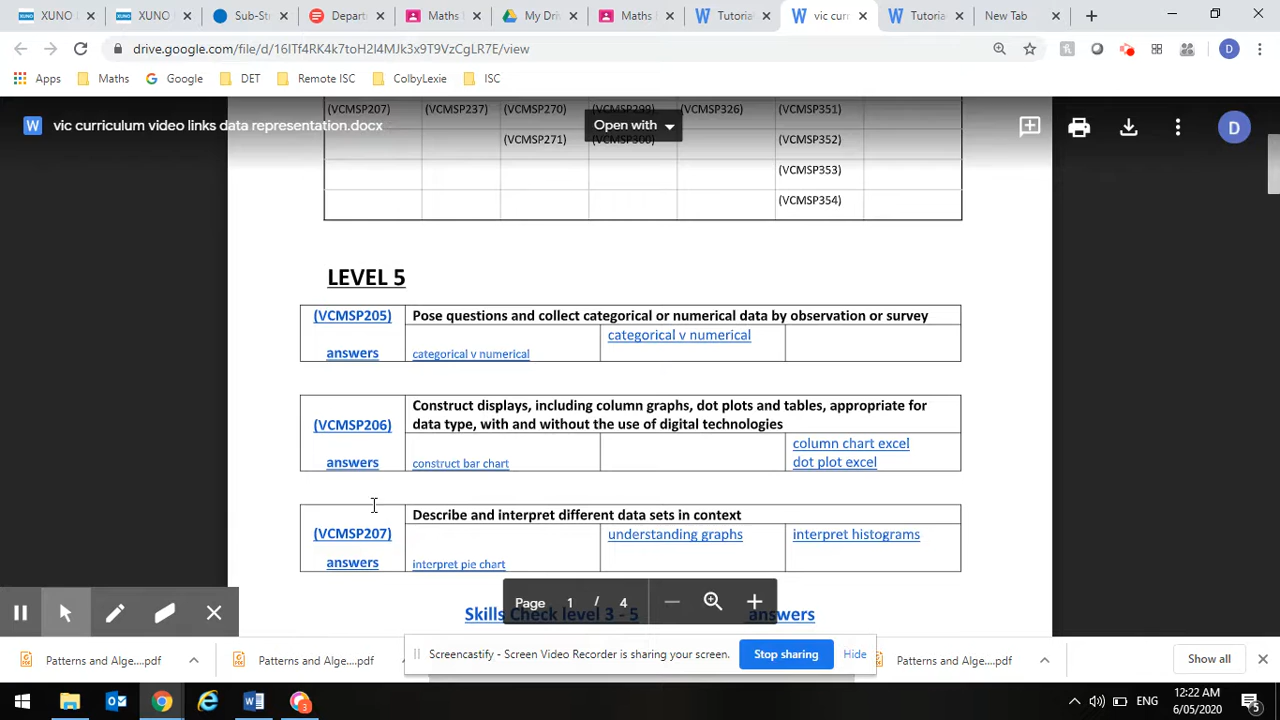 XUNO L
XUNO L
Sub-St
Depart
Maths
My Driv
Maths
Tutoria
vic curr
Tutoria
New Tab
drive.google.com/file/d/16ITf4RK4k7toH2l4MJk3x9T9VzCgLR7E/view
D
Apps
Maths
Google
DET
Remote ISC
ColbyLexie
ISC
(VCMSP207) (VCMSP237) (VCMSP270) (VCMSP299) (VCMSP326) (VCMSP351)
W vic curriculum video links data representation.docx
Open with
D
(VCMSP271) (VCMSP300) (VCMSP352)
(VCMSP353)
(VCMSP354)
LEVEL 5
(VCMSP205) Pose questions and collect categorical or numerical data by observation or survey
categorical v numerical
answers categorical v numerical
Construct displays, including column graphs, dot plots and tables, appropriate for
(VCMSP206) data type, with and without the use of digital technologies
column chart excel
answers construct bar chart dot plot excel
Describe and interpret different data sets in context
(VCMSP207) understanding graphs interpret histograms
answers interpret pie chart
Page 1 / 4
Skills Check level 3 - 5 answers
Screencastify - Screen Video Recorder is sharing your screen. Stop sharing Hide
Patterns and Alge....pdf
Patterns and Alge....pdf
Patterns and Alge....pdf
Show all
3
ENG
12:22 AM
6/05/2020
5